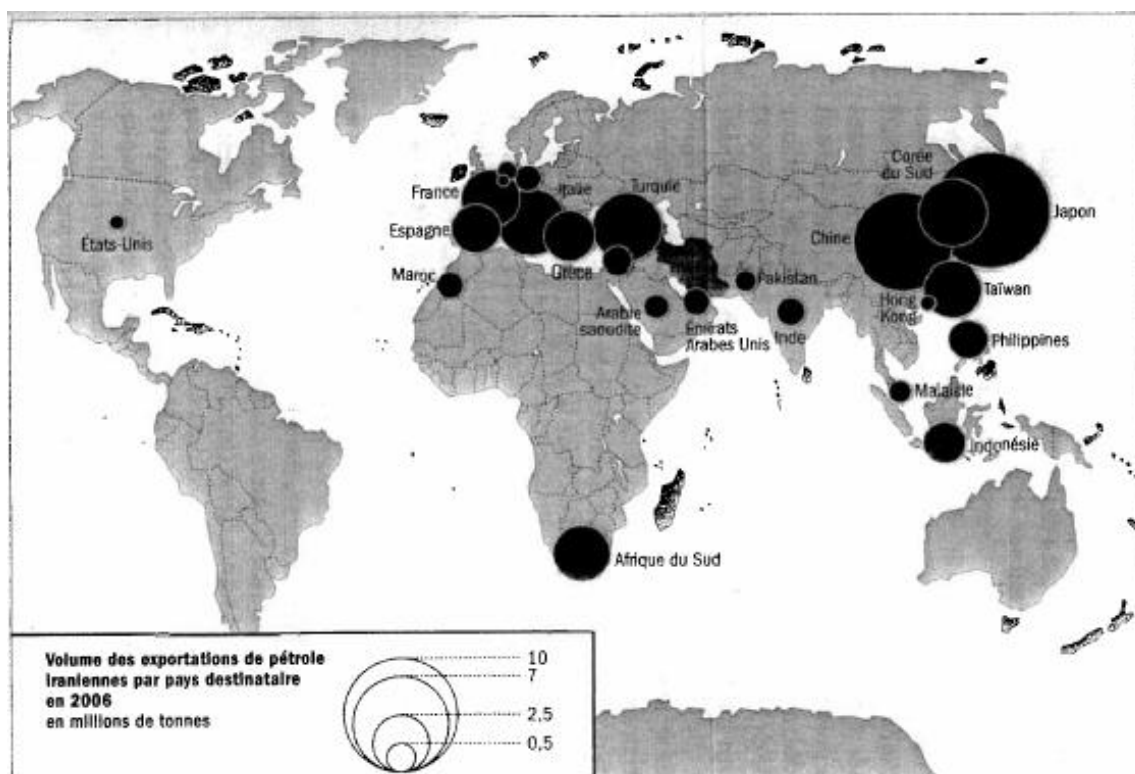 Corée
du Sud
Japon
France
Italie
Turquie
Espagne
Chine
États-Unis
Maroc
Grèce
Pakistan
Taïwan
Hong
Kong
Arabie
saoudite
Émirats
Arabes Unis
Inde
Philippines
Malaisie
Indonésie
Afrique du Sud
Volume des exportations de pétrole
iraniennes par pays destinataire
en 2006
en millions de tonnes
10
7
2,5
0,5